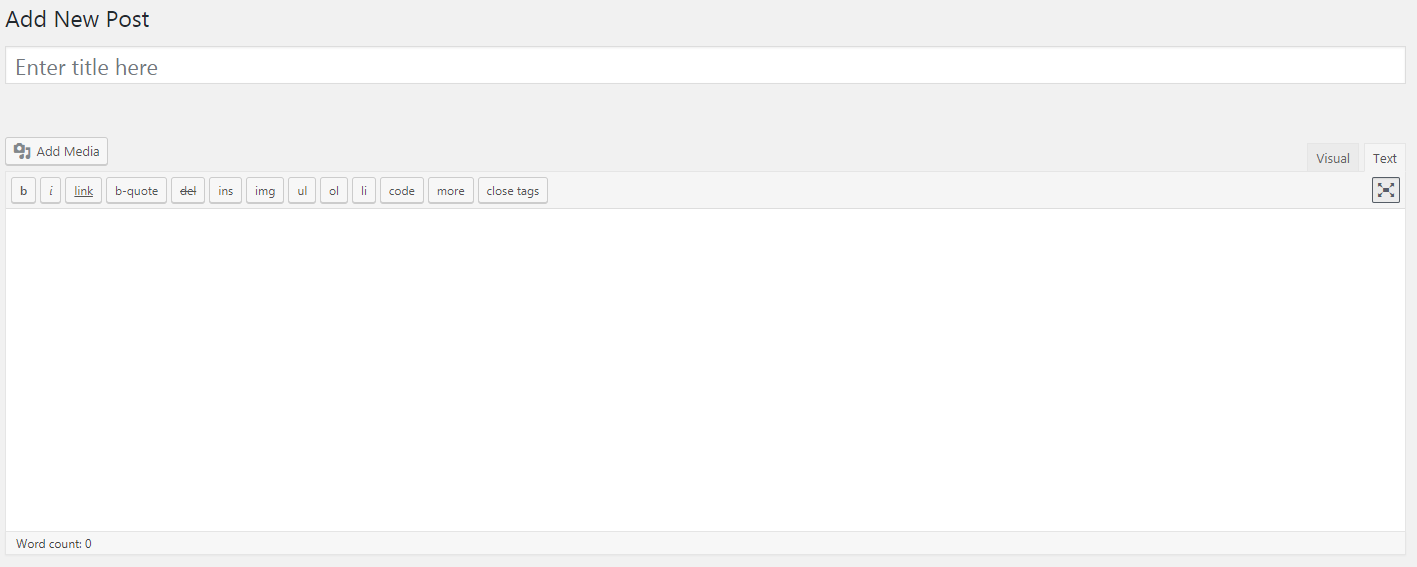 Add New Post
Enter title here
Add Media
Visual Text
b i link b-quote del ins img ul ol li code more close tags
Word count: 0